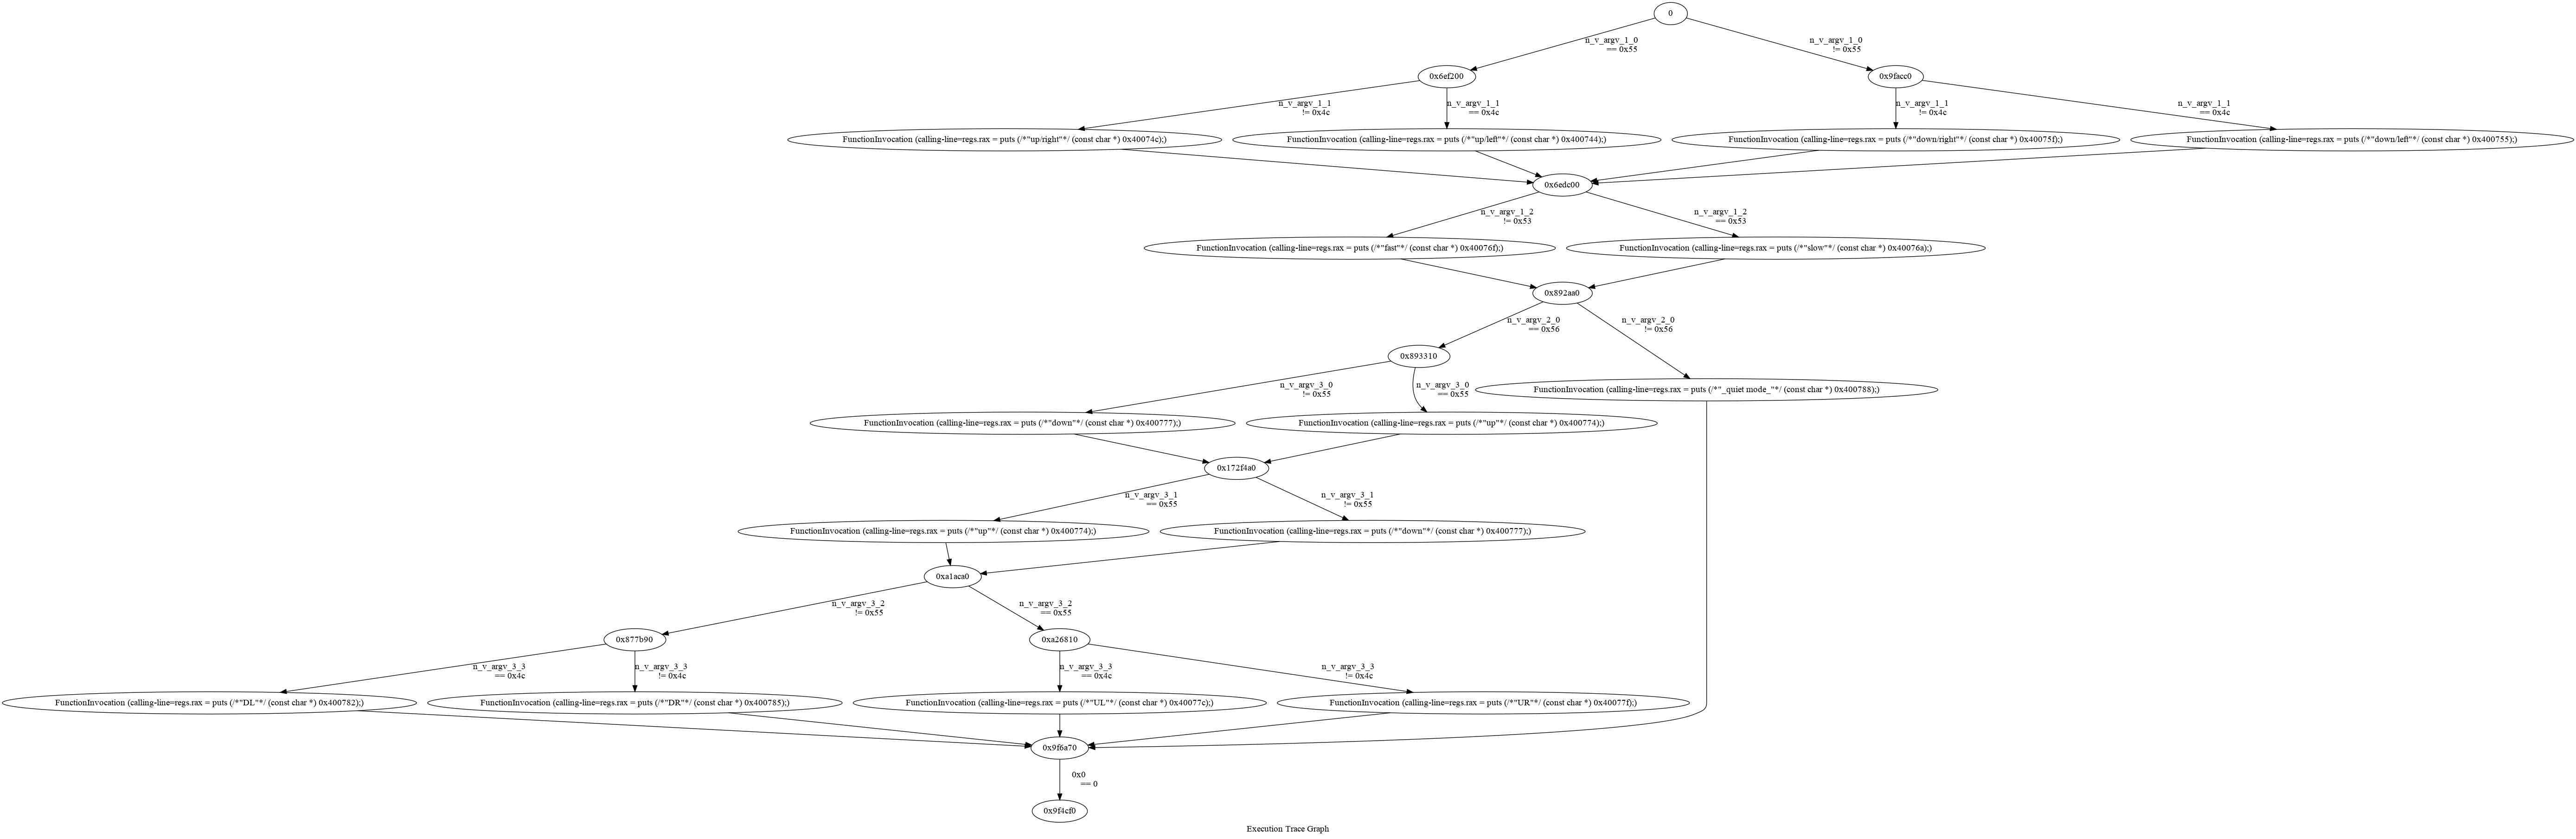 0
n_v_argv_1_0
== 0x55
n_v_argv_1_0
!= 0x55
0x6ef200
0x9facc0
n_v_argv_1_1
!= 0x4c
n_v_argv_1_1
== 0x4c
n_v_argv_1_1
!= 0x4c
n_v_argv_1_1
== 0x4c
FunctionInvocation (calling-line=regs.rax = puts (/*"up/right"*/ (const char *) 0x40074c);)
FunctionInvocation (calling-line=regs.rax = puts (/*"up/left"*/ (const char *) 0x400744);)
FunctionInvocation (calling-line=regs.rax = puts (/*"down/right"*/ (const char *) 0x40075f);)
FunctionInvocation (calling-line=regs.rax = puts (/*"down/left"*/ (const char *) 0x400755);)
0x6edc00
n_v_argv_1_2
!= 0x53
n_v_argv_1_2
== 0x53
FunctionInvocation (calling-line=regs.rax = puts (/*"fast"*/ (const char *) 0x40076f);)
FunctionInvocation (calling-line=regs.rax = puts (/*"slow"*/ (const char *) 0x40076a);)
0x892aa0
n_v_argv_2_0
== 0x56
n_v_argv_2_0
!= 0x56
0x893310
n_v_argv_3_0
!= 0x55
n_v_argv_3_0
== 0x55
FunctionInvocation (calling-line=regs.rax = puts (/*"_quiet mode_"*/ (const char *) 0x400788);)
FunctionInvocation (calling-line=regs.rax = puts (/*"down"*/ (const char *) 0x400777);)
FunctionInvocation (calling-line=regs.rax = puts (/*"up"*/ (const char *) 0x400774);)
0x172f4a0
n_v_argv_3_1
== 0x55
n_v_argv_3_1
!= 0x55
FunctionInvocation (calling-line=regs.rax = puts (/*"up"*/ (const char *) 0x400774);)
FunctionInvocation (calling-line=regs.rax = puts (/*"down"*/ (const char *) 0x400777);)
0xa1aca0
n_v_argv_3_2
!= 0x55
n_v_argv_3_2
== 0x55
0x877b90
0xa26810
n_v_argv_3_3
== 0x4c
n_v_argv_3_3
!= 0x4c
n_v_argv_3_3
== 0x4c
n_v_argv_3_3
!= 0x4c
FunctionInvocation (calling-line=regs.rax = puts (/*"DL"*/ (const char *) 0x400782);)
FunctionInvocation (calling-line=regs.rax = puts (/*"DR"*/ (const char *) 0x400785);)
FunctionInvocation (calling-line=regs.rax = puts (/*"UL"*/ (const char *) 0x40077c);)
FunctionInvocation (calling-line=regs.rax = puts (/*"UR"*/ (const char *) 0x40077f);)
0x9f6a70
0x0
== 0
0x9f4cf0
Execution Trace Graph